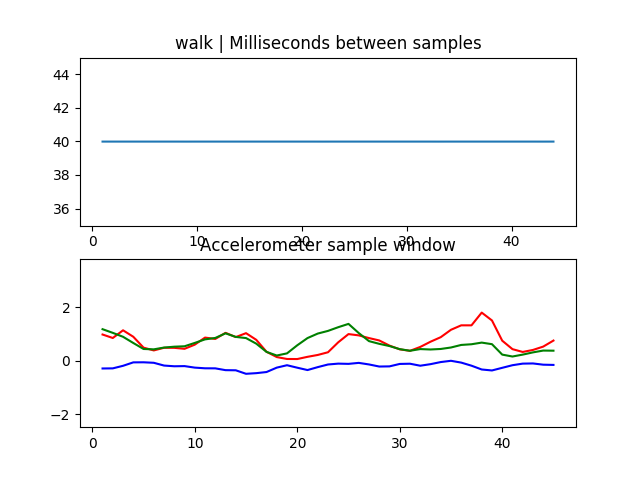 walk | Milliseconds between samples
44
42
40
38
36
0 10 20 30 40
Accelerometer sample window
2
0
−2
0 10 20 30 40